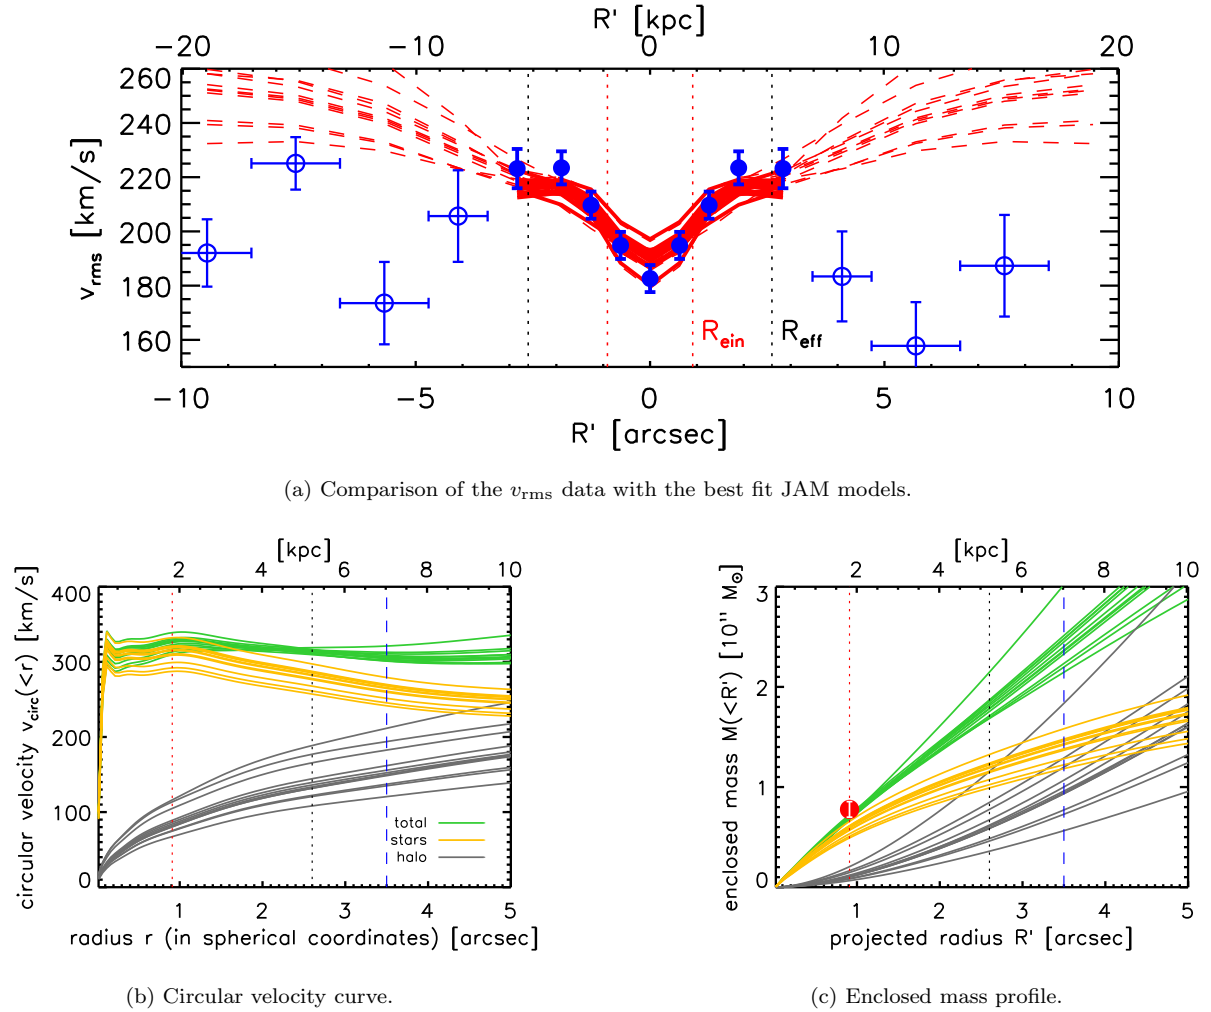 R' [kpc]
−20 −10 0 10 20
260
240
220
200
180
160
v_rms [km/s]
R_ein R_eff
−10 −5 0 5 10
R' [arcsec]
(a) Comparison of the v_rms data with the best fit JAM models.
[kpc]
2 4 6 8 10
400
300
200
100
0
circular velocity v_circ(<r) [km/s]
total
stars
halo
1 2 3 4 5
radius r (in spherical coordinates) [arcsec]
(b) Circular velocity curve.
[kpc]
2 4 6 8 10
3
2
1
0
enclosed mass M(<R') [10¹¹ M_⊙]
1 2 3 4 5
projected radius R' [arcsec]
(c) Enclosed mass profile.